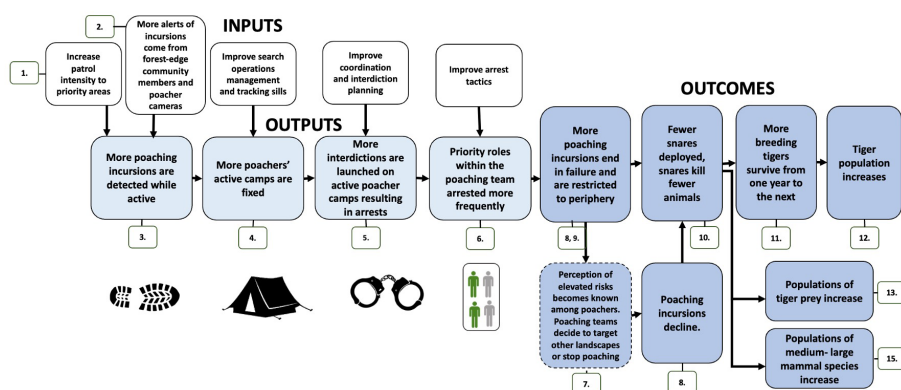 INPUTS
1.
Increase
patrol
intensity to
priority areas
2.
More alerts of
incursions
come from
forest-edge
community
members and
poacher
cameras
Improve search
operations
management
and tracking sills
Improve
coordination
and interdiction
planning
Improve arrest
tactics
OUTPUTS
More poaching
incursions are
detected while
active
3.
More poachers’
active camps are
fixed
4.
More
interdictions are
launched on
active poacher
camps resulting
in arrests
5.
Priority roles
within the
poaching team
arrested more
frequently
6.
OUTCOMES
More
poaching
incursions end
in failure and
are restricted
to periphery
8, 9.
Fewer
snares
deployed,
snares kill
fewer
animals
10.
More
breeding
tigers
survive from
one year to
the next
11.
Tiger
population
increases
12.
Perception of
elevated risks
becomes known
among poachers.
Poaching teams
decide to target
other landscapes
or stop poaching
7.
Poaching
incursions
decline.
8.
Populations of
tiger prey increase
13.
Populations of
medium- large
mammal species
increase
15.